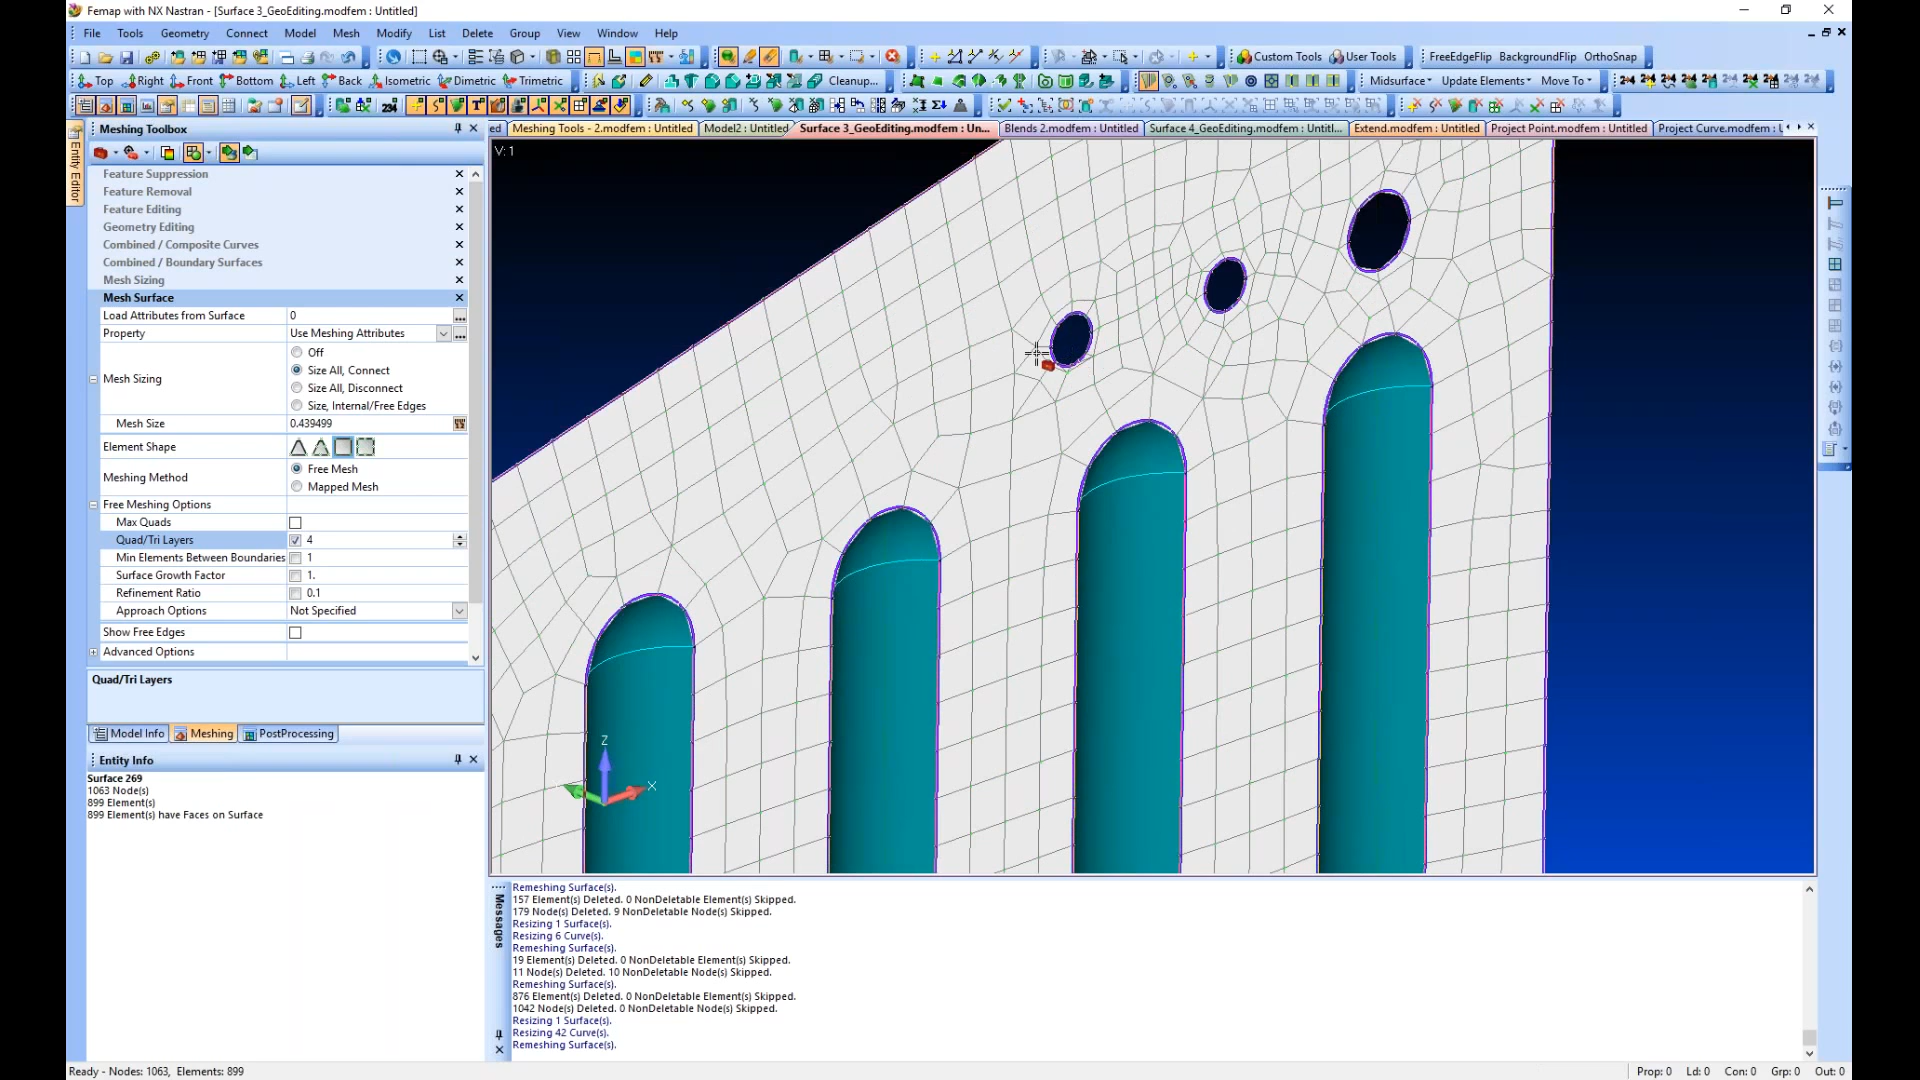 Femap with NX Nastran - [Surface 3_GeoEditing.modfem : Untitled]
File Tools Geometry Connect Model Mesh Modify List Delete Group View Window Help
Custom Tools User Tools FreeEdgeFlip BackgroundFlip OrthoSnap
Top Right Front Bottom Left Back Isometric Dimetric Trimetric Cleanup... Midsurface Update Elements Move To
234
Meshing Toolbox
ed Meshing Tools - 2.modfem : Untitled Model2 : Untitled Surface 3_GeoEditing.modfem : Un... Blends 2.modfem : Untitled Surface 4_GeoEditing.modfem : Untitl... Extend.modfem : Untitled Project Point.modfem : Untitled Project Curve.modfem : U
Entity Editor
V: 1
Feature Suppression
Feature Removal
Feature Editing
Geometry Editing
Combined / Composite Curves
Combined / Boundary Surfaces
Mesh Sizing
Mesh Surface
Load Attributes from Surface 0
Property Use Meshing Attributes
Mesh Sizing
Off
Size All, Connect
Size All, Disconnect
Size, Internal/Free Edges
Mesh Size 0.439499
Element Shape
Meshing Method
Free Mesh
Mapped Mesh
Free Meshing Options
Max Quads
Quad/Tri Layers 4
Min Elements Between Boundaries 1
Surface Growth Factor 1.
Refinement Ratio 0.1
Approach Options Not Specified
Show Free Edges
Advanced Options
Quad/Tri Layers
Model Info Meshing PostProcessing
Entity Info
Surface 269
1063 Node(s)
899 Element(s)
899 Element(s) have Faces on Surface
Z
X
Messages
Remeshing Surface(s).
157 Element(s) Deleted. 0 NonDeletable Element(s) Skipped.
179 Node(s) Deleted. 9 NonDeletable Node(s) Skipped.
Resizing 1 Surface(s).
Resizing 6 Curve(s).
Remeshing Surface(s).
19 Element(s) Deleted. 0 NonDeletable Element(s) Skipped.
11 Node(s) Deleted. 10 NonDeletable Node(s) Skipped.
Remeshing Surface(s).
876 Element(s) Deleted. 0 NonDeletable Element(s) Skipped.
1042 Node(s) Deleted. 0 NonDeletable Node(s) Skipped.
Resizing 1 Surface(s).
Resizing 42 Curve(s).
Remeshing Surface(s).
Ready - Nodes: 1063, Elements: 899
Prop: 0 Ld: 0 Con: 0 Grp: 0 Out: 0